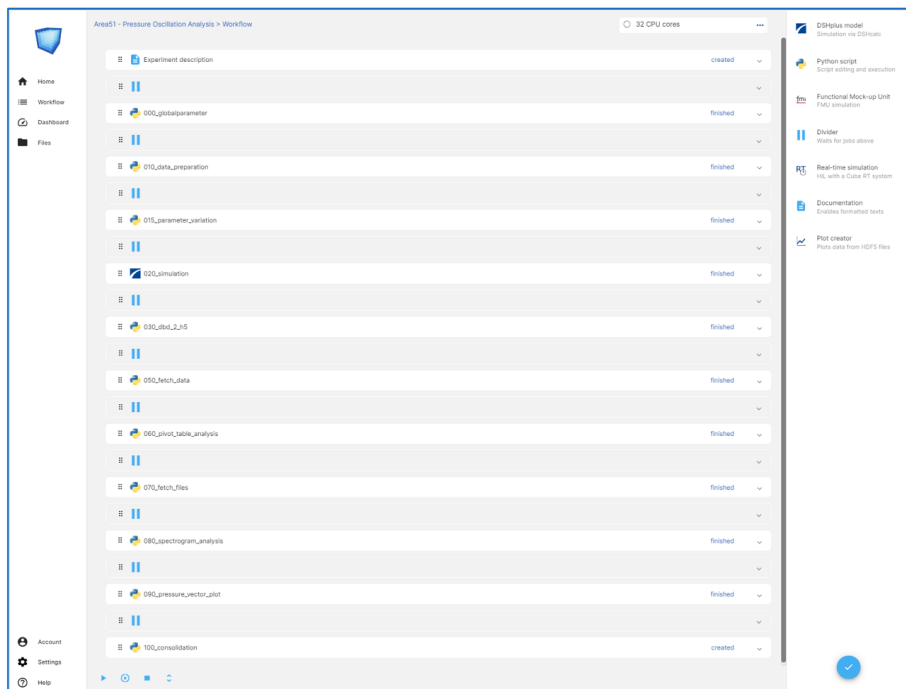 Area51 - Pressure Oscillation Analysis > Workflow
32 CPU cores
Home
Workflow
Dashboard
Files
Experiment description created
000_globalparameter finished
010_data_preparation finished
015_parameter_variation finished
020_simulation finished
030_dbd_2_h5 finished
050_fetch_data finished
060_pivot_table_analysis finished
070_fetch_files finished
080_spectrogram_analysis finished
090_pressure_vector_plot finished
100_consolidation created
Account
Settings
Help
DSHplus model
Simulation via DSHcalc
Python script
Script editing and execution
fmi
Functional Mock-up Unit
FMU simulation
Divider
Waits for jobs above
RT
Real-time simulation
HiL with a Cube RT system
Documentation
Enables formatted texts
Plot creator
Plots data from HDF5 files